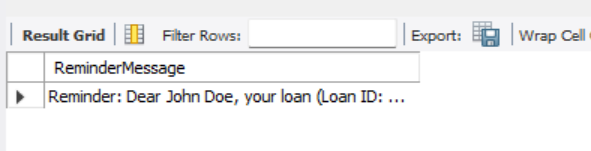 Result Grid Filter Rows: Export: Wrap Cell
ReminderMessage
Reminder: Dear John Doe, your loan (Loan ID: ...